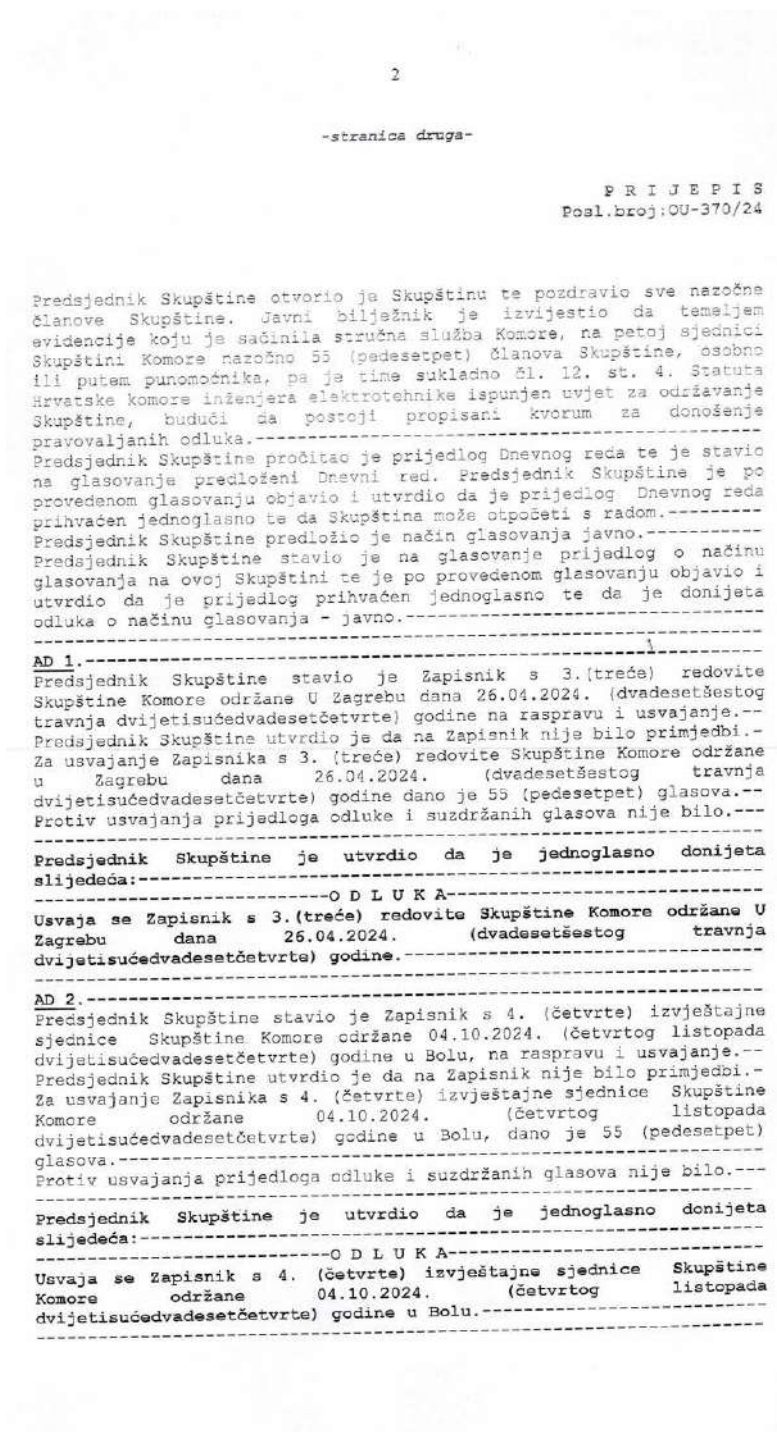 2
-stranica druga-
P R I J E P I S
Posl.broj:OU-370/24
Predsjednik Skupštine otvorio je Skupštinu te pozdravio sve nazočne
članove Skupštine. Javni bilježnik je izvijestio da temeljem
evidencije koju je sačinila stručna služba Komore, na petoj sjednici
Skupštini Komore nazočno 55 (pedesetpet) članova Skupštine, osobno
ili putem punomoćnika, pa je time sukladno čl. 12. st. 4. Statuta
Hrvatske komore inženjera elektrotehnike ispunjen uvjet za održavanje
Skupštine, budući da postoji propisani kvorum za donošenje
pravovaljanih odluka.------------------------------------------------
Predsjednik Skupštine pročitao je prijedlog Dnevnog reda te je stavio
na glasovanje predloženi Dnevni red. Predsjednik Skupštine je po
provedenom glasovanju objavio i utvrdio da je prijedlog Dnevnog reda
prihvaćen jednoglasno te da Skupština može otpočeti s radom.---------
Predsjednik Skupštine predložio je način glasovanja javno.-----------
Predsjednik Skupštine stavio je na glasovanje prijedlog o načinu
glasovanja na ovoj Skupštini te je po provedenom glasovanju objavio i
utvrdio da je prijedlog prihvaćen jednoglasno te da je donijeta
odluka o načinu glasovanja - javno.----------------------------------
---------------------------------------------------------------------
AD 1.----------------------------------------------------------------
Predsjednik Skupštine stavio je Zapisnik s 3.(treće) redovite
Skupštine Komore održane U Zagrebu dana 26.04.2024. (dvadesetšestog
travnja dvijetisućedvadesetčetvrte) godine na raspravu i usvajanje.--
Predsjednik Skupštine utvrdio je da na Zapisnik nije bilo primjedbi.-
Za usvajanje Zapisnika s 3. (treće) redovite Skupštine Komore održane
u Zagrebu dana 26.04.2024. (dvadesetšestog travnja
dvijetisućedvadesetčetvrte) godine dano je 55 (pedesetpet) glasova.--
Protiv usvajanja prijedloga odluke i suzdržanih glasova nije bilo.---
---------------------------------------------------------------------
Predsjednik Skupštine je utvrdio da je jednoglasno donijeta
slijedeća:-----------------------------------------------------------
----------------------------O D L U K A------------------------------
Usvaja se Zapisnik s 3.(treće) redovite Skupštine Komore održane U
Zagrebu dana 26.04.2024. (dvadesetšestog travnja
dvijetisućedvadesetčetvrte) godine.----------------------------------
---------------------------------------------------------------------
AD 2.----------------------------------------------------------------
Predsjednik Skupštine stavio je Zapisnik s 4. (četvrte) izvještajne
sjednice Skupštine Komore održane 04.10.2024. (četvrtog listopada
dvijetisućedvadesetčetvrte) godine u Bolu, na raspravu i usvajanje.--
Predsjednik Skupštine utvrdio je da na Zapisnik nije bilo primjedbi.-
Za usvajanje Zapisnika s 4. (četvrte) izvještajne sjednice Skupštine
Komore održane 04.10.2024. (četvrtog listopada
dvijetisućedvadesetčetvrte) godine u Bolu, dano je 55 (pedesetpet)
glasova.-------------------------------------------------------------
Protiv usvajanja prijedloga odluke i suzdržanih glasova nije bilo.---
---------------------------------------------------------------------
Predsjednik Skupštine je utvrdio da je jednoglasno donijeta
slijedeća:-----------------------------------------------------------
----------------------------O D L U K A------------------------------
Usvaja se Zapisnik s 4. (četvrte) izvještajne sjednice Skupštine
Komore održane 04.10.2024. (četvrtog listopada
dvijetisućedvadesetčetvrte) godine u Bolu.---------------------------
---------------------------------------------------------------------